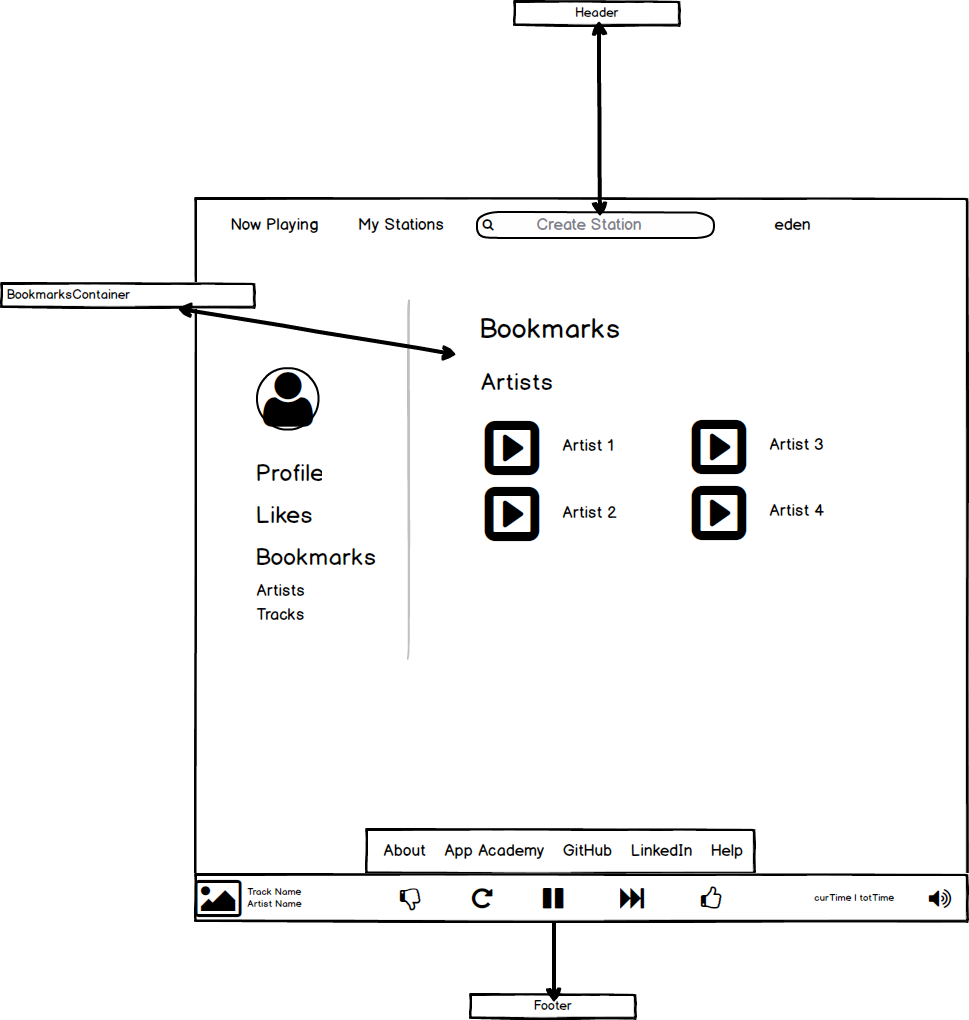 Header
Now Playing My Stations Create Station eden
BookmarksContainer
Bookmarks
Artists
Artist 1 Artist 3
Artist 2 Artist 4
Profile
Likes
Bookmarks
Artists
Tracks
About App Academy GitHub LinkedIn Help
Track Name
Artist Name
curTime | totTime
Footer